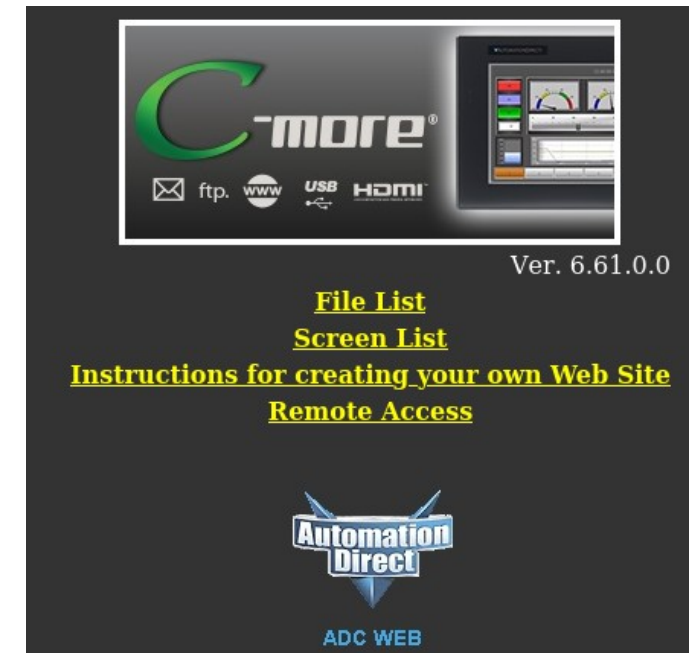 C-more®
ftp. www USB HDMI
Ver. 6.61.0.0
File List
Screen List
Instructions for creating your own Web Site
Remote Access
Automation
Direct
ADC WEB